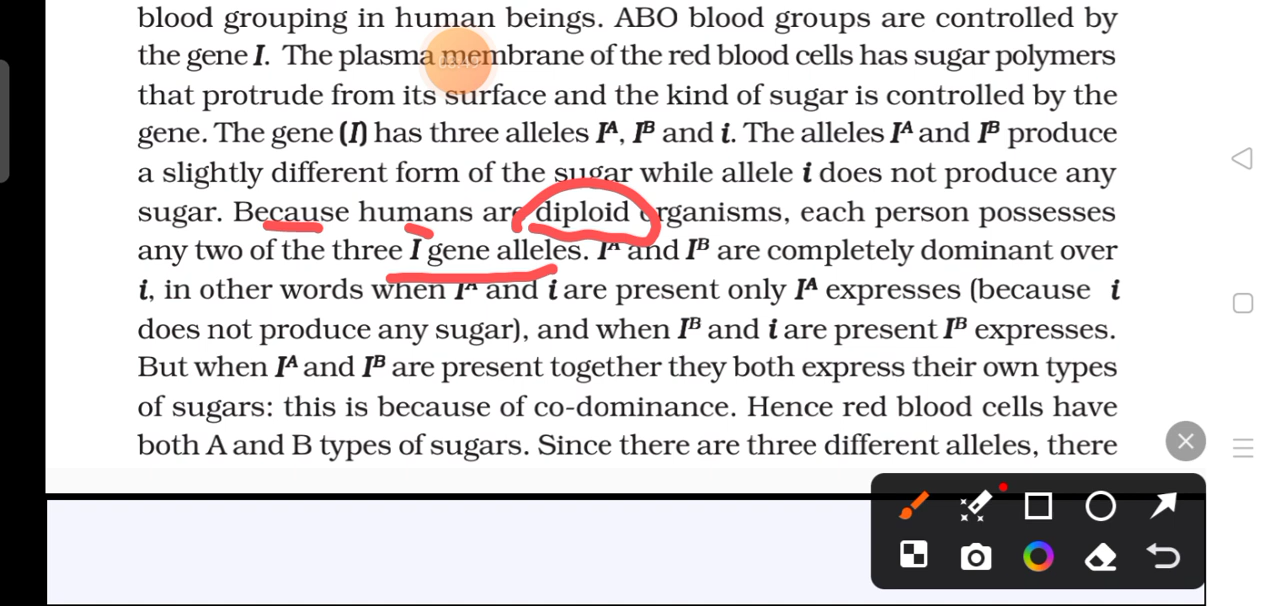 blood grouping in human beings. ABO blood groups are controlled by
the gene I. The plasma membrane of the red blood cells has sugar polymers
that protrude from its surface and the kind of sugar is controlled by the
gene. The gene (I) has three alleles Iᴬ, Iᴮ and i. The alleles Iᴬ and Iᴮ produce
a slightly different form of the sugar while allele i does not produce any
sugar. Because humans are diploid organisms, each person possesses
any two of the three I gene alleles. Iᴬ and Iᴮ are completely dominant over
i, in other words when Iᴬ and i are present only Iᴬ expresses (because i
does not produce any sugar), and when Iᴮ and i are present Iᴮ expresses.
But when Iᴬ and Iᴮ are present together they both express their own types
of sugars: this is because of co-dominance. Hence red blood cells have
both A and B types of sugars. Since there are three different alleles, there